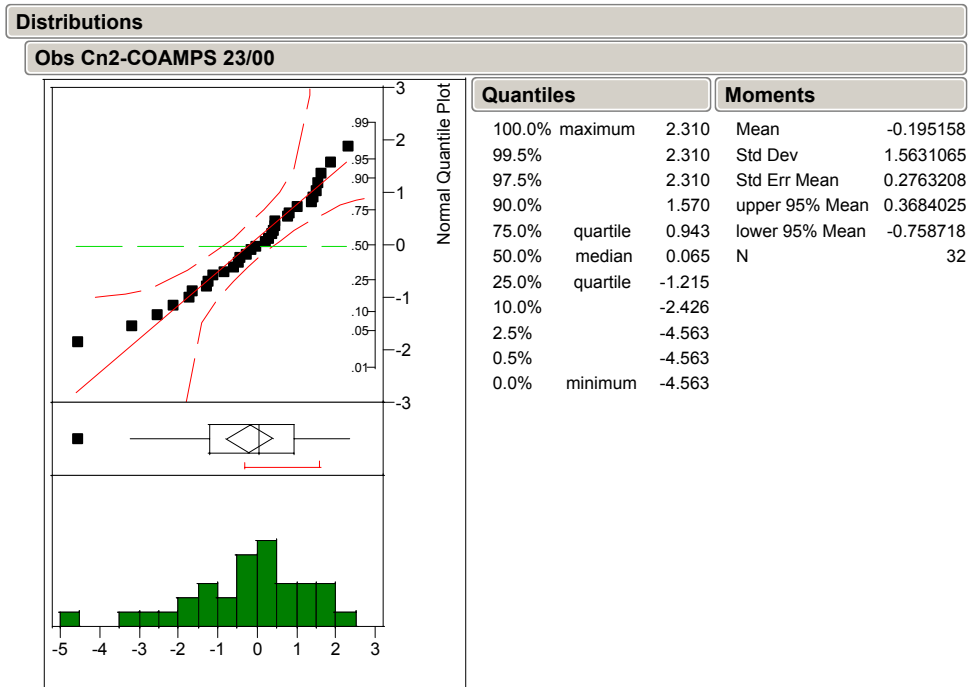 Distributions
Obs Cn2-COAMPS 23/00
3
2
1
0
-1
-2
-3
.99
.95
.90
.75
.50
.25
.10
.05
.01
Normal Quantile Plot
-5 -4 -3 -2 -1 0 1 2 3
Quantiles
100.0% maximum 2.310
99.5% 2.310
97.5% 2.310
90.0% 1.570
75.0% quartile 0.943
50.0% median 0.065
25.0% quartile -1.215
10.0% -2.426
2.5% -4.563
0.5% -4.563
0.0% minimum -4.563
Moments
Mean -0.195158
Std Dev 1.5631065
Std Err Mean 0.2763208
upper 95% Mean 0.3684025
lower 95% Mean -0.758718
N 32